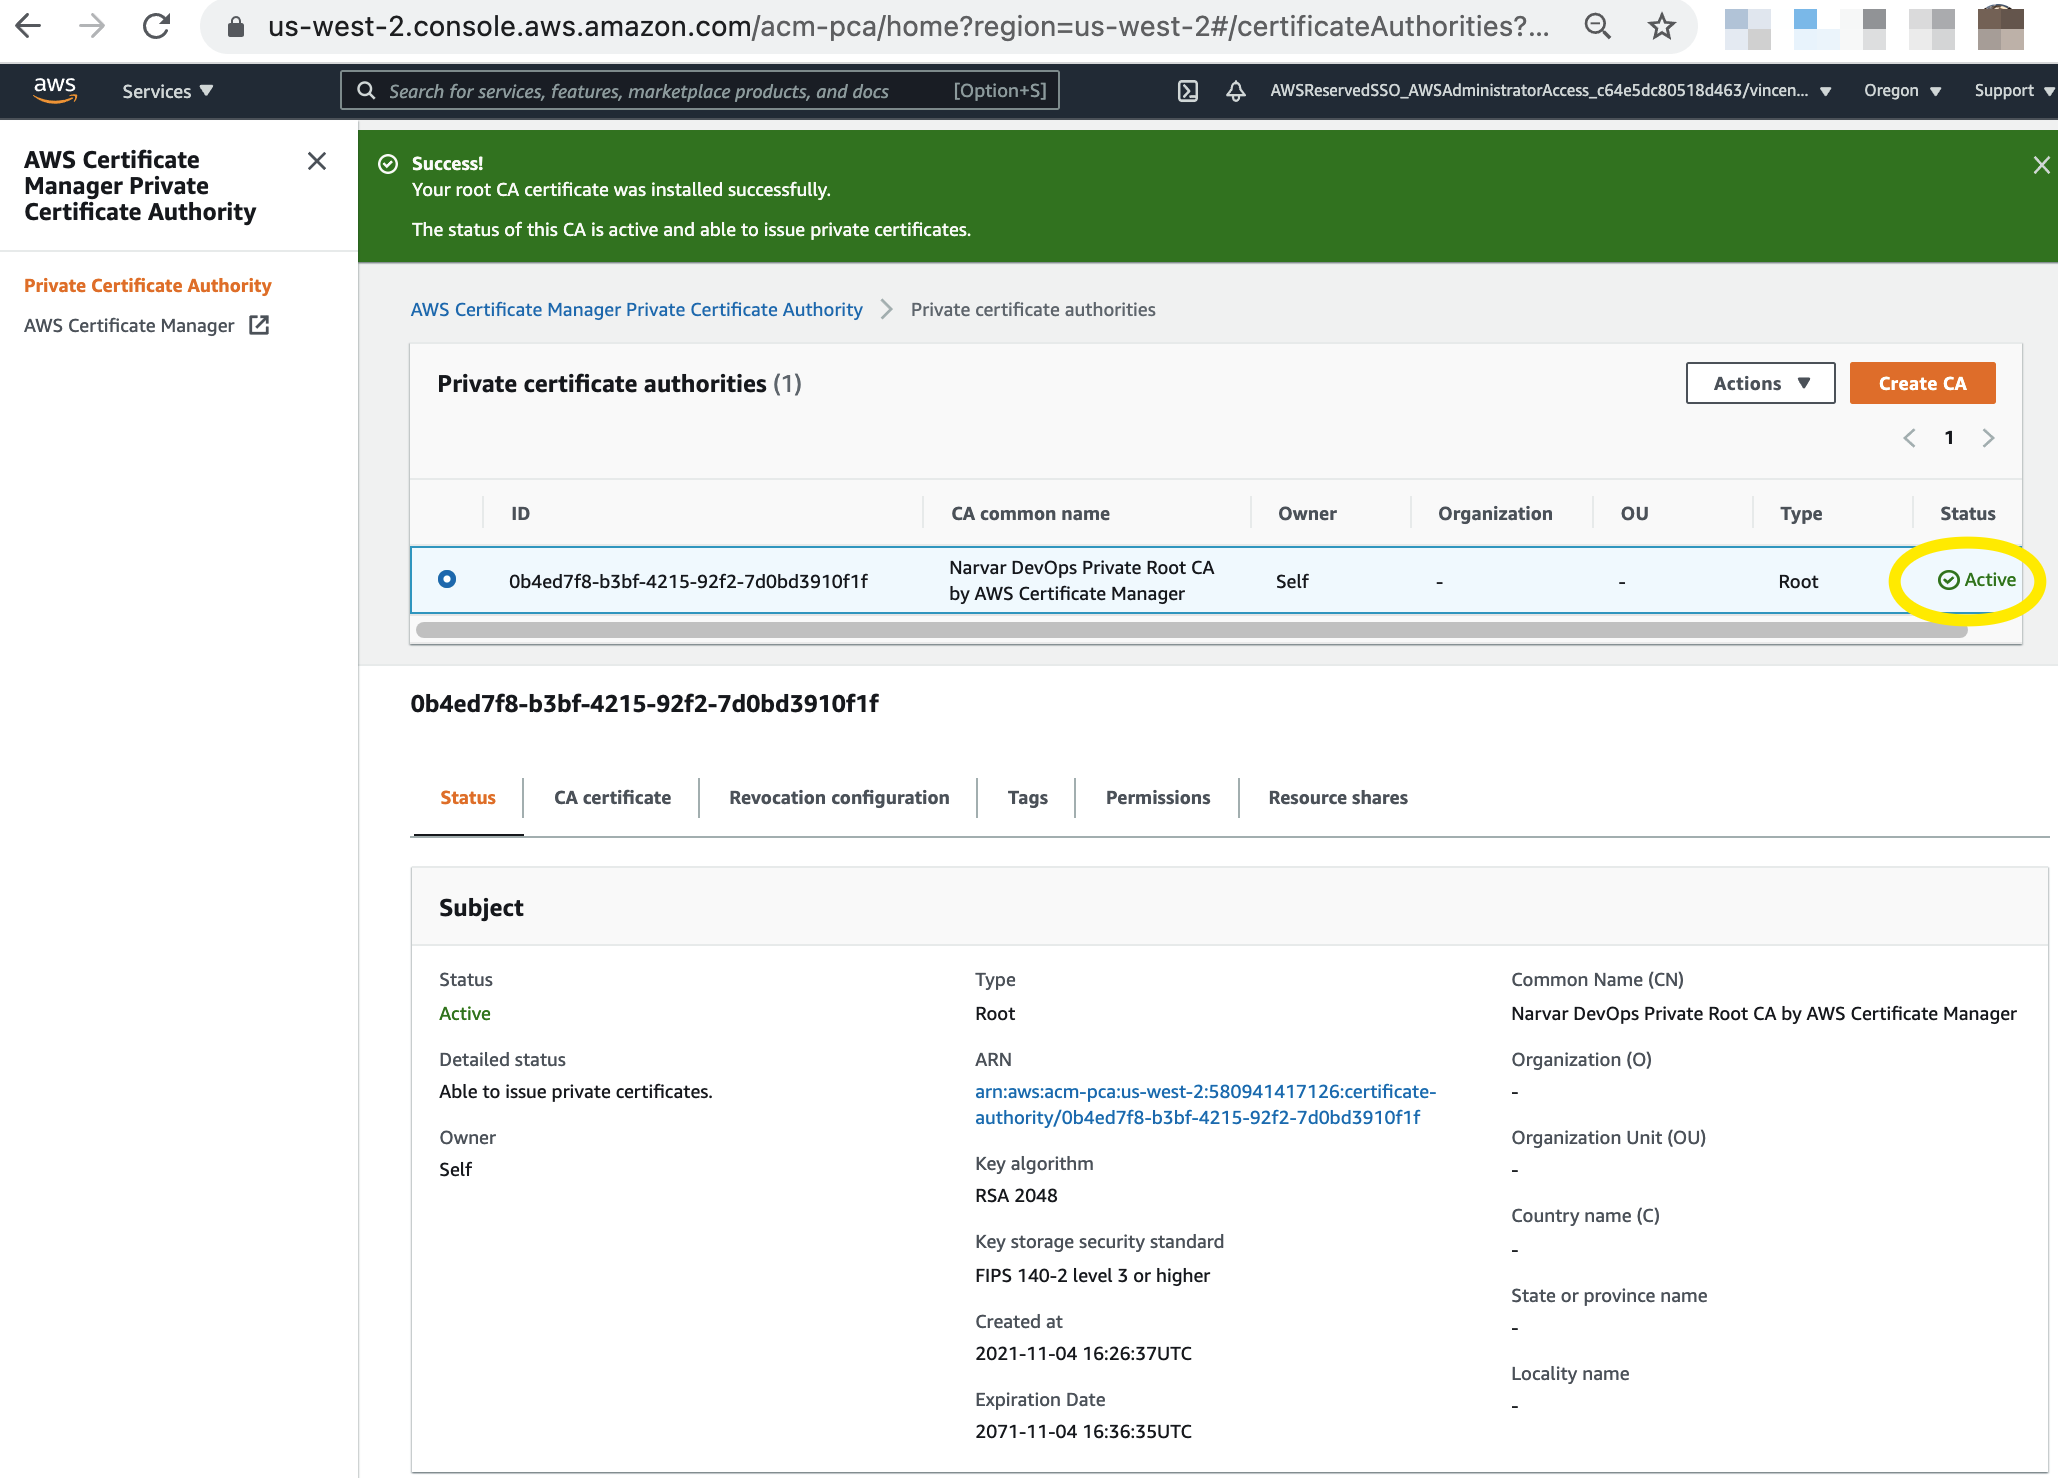 us-west-2.console.aws.amazon.com/acm-pca/home?region=us-west-2#/certificateAuthorities?...
aws
Services
Search for services, features, marketplace products, and docs
[Option+S]
AWSReservedSSO_AWSAdministratorAccess_c64e5dc80518d463/vincen...
Oregon
Support
AWS Certificate
Manager Private
Certificate Authority
Private Certificate Authority
AWS Certificate Manager
Success!
Your root CA certificate was installed successfully.
The status of this CA is active and able to issue private certificates.
AWS Certificate Manager Private Certificate Authority
Private certificate authorities
Private certificate authorities (1)
Actions
Create CA
1
ID
CA common name
Owner
Organization
OU
Type
Status
0b4ed7f8-b3bf-4215-92f2-7d0bd3910f1f
Narvar DevOps Private Root CA
by AWS Certificate Manager
Self
-
-
Root
Active
0b4ed7f8-b3bf-4215-92f2-7d0bd3910f1f
Status
CA certificate
Revocation configuration
Tags
Permissions
Resource shares
Subject
Status
Active
Detailed status
Able to issue private certificates.
Owner
Self
Type
Root
ARN
arn:aws:acm-pca:us-west-2:580941417126:certificate-
authority/0b4ed7f8-b3bf-4215-92f2-7d0bd3910f1f
Key algorithm
RSA 2048
Key storage security standard
FIPS 140-2 level 3 or higher
Created at
2021-11-04 16:26:37UTC
Expiration Date
2071-11-04 16:36:35UTC
Common Name (CN)
Narvar DevOps Private Root CA by AWS Certificate Manager
Organization (O)
-
Organization Unit (OU)
-
Country name (C)
-
State or province name
-
Locality name
-